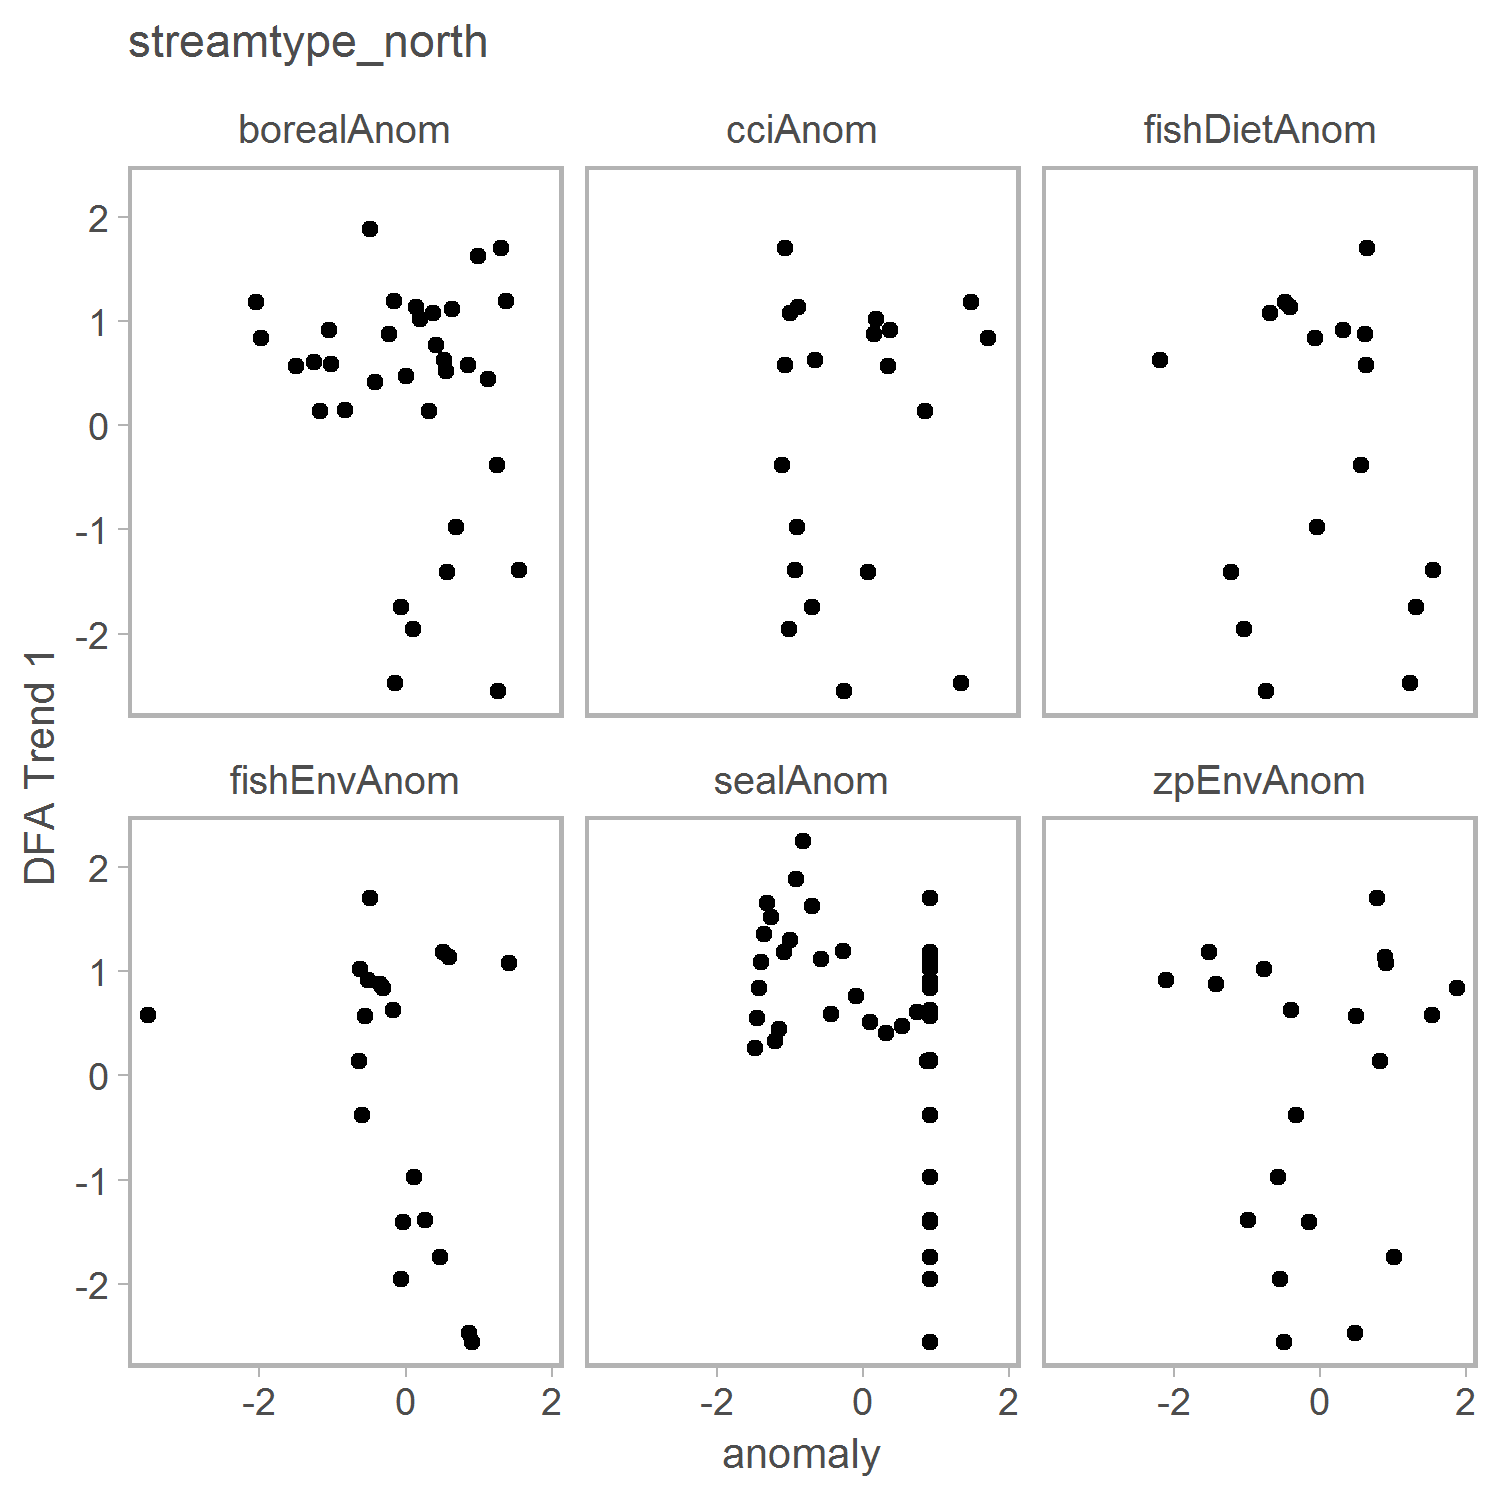 streamtype_north
borealAnom cciAnom fishDietAnom
2
1
0
-1
-2
DFA Trend 1
fishEnvAnom sealAnom zpEnvAnom
2
1
0
-1
-2
-2 0 2 -2 0 2 -2 0 2
anomaly